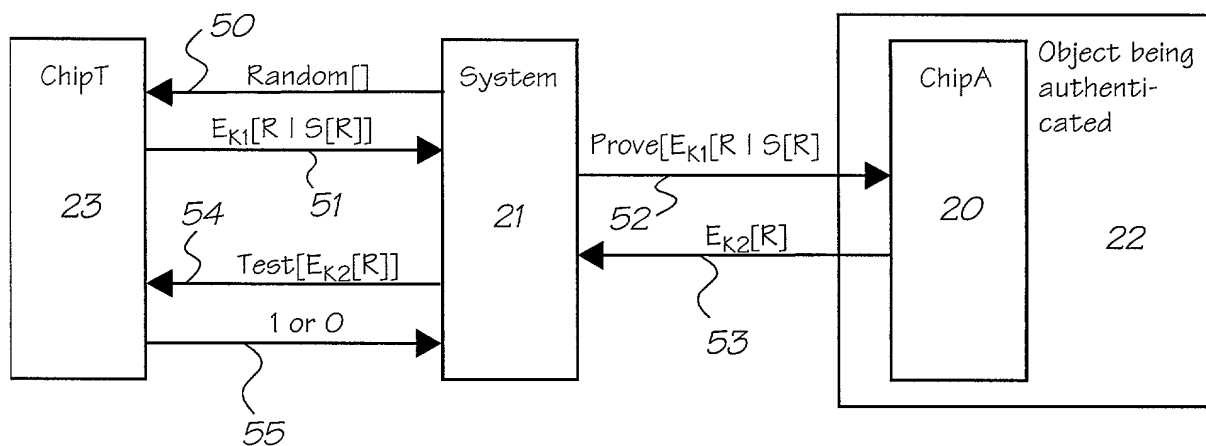 50
ChipT
Random[]
System
ChipA
Object being
authenti-
cated
E_K1[R | S[R]]
Prove[E_K1[R | S[R]
51
52
23
21
20
22
54
E_K2[R]
Test[E_K2[R]]
53
1 or 0
55